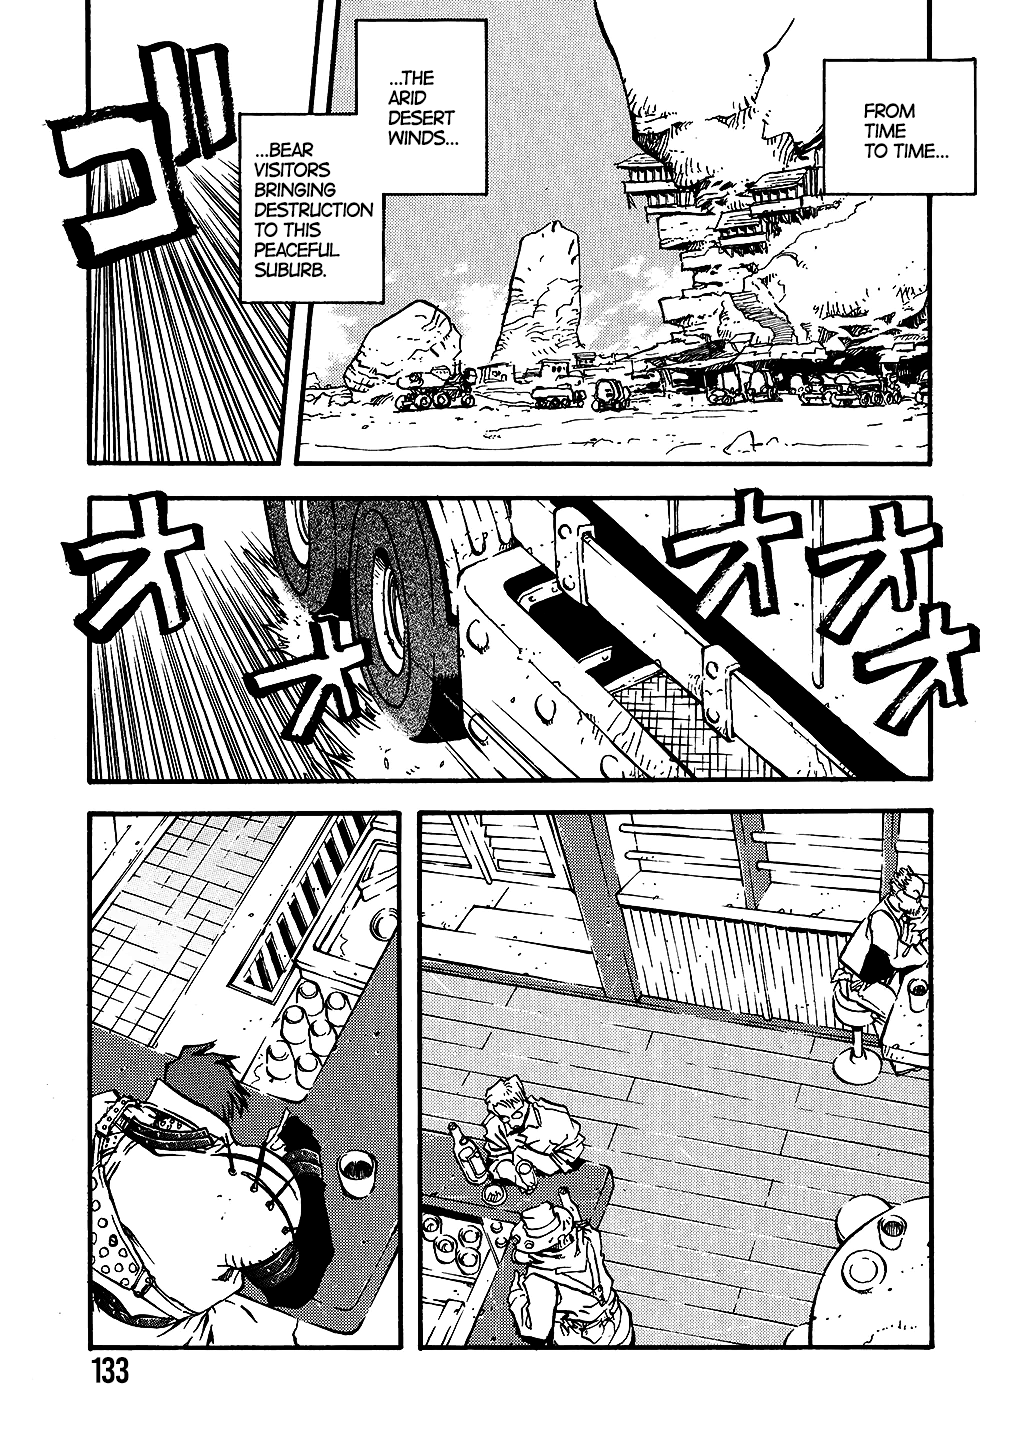 FROM
TIME
TO TIME...
...THE
ARID
DESERT
WINDS...
...BEAR
VISITORS
BRINGING
DESTRUCTION
TO THIS
PEACEFUL
SUBURB.
ゴ
オ
オ
オ
オ
オ
133